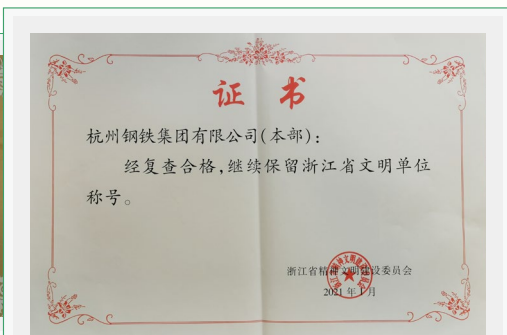 证书
杭州钢铁集团有限公司(本部):
经复查合格,继续保留浙江省文明单位
称号。
浙江省精神文明建设委员会
2021年1月